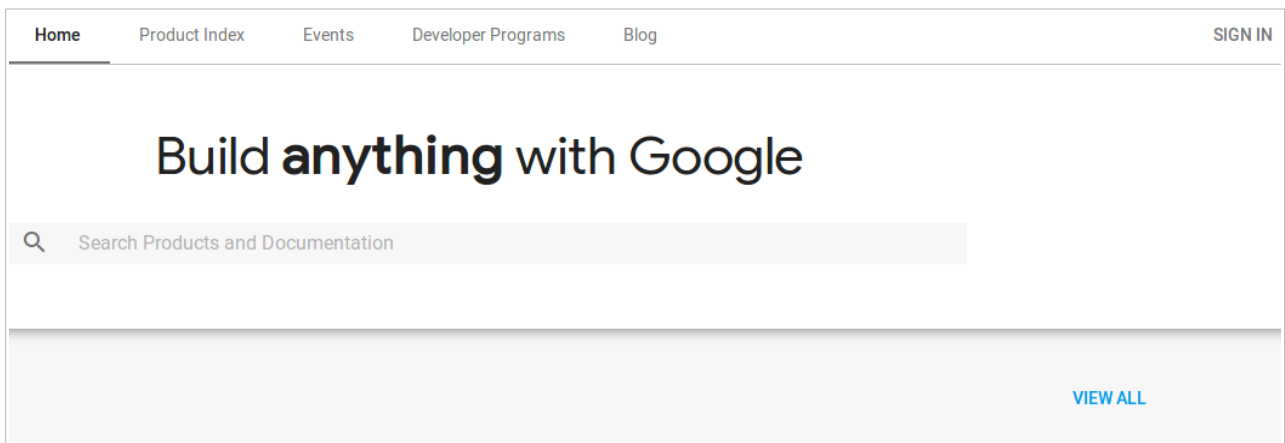 Home Product Index Events Developer Programs Blog SIGN IN
Build anything with Google
Search Products and Documentation
VIEW ALL